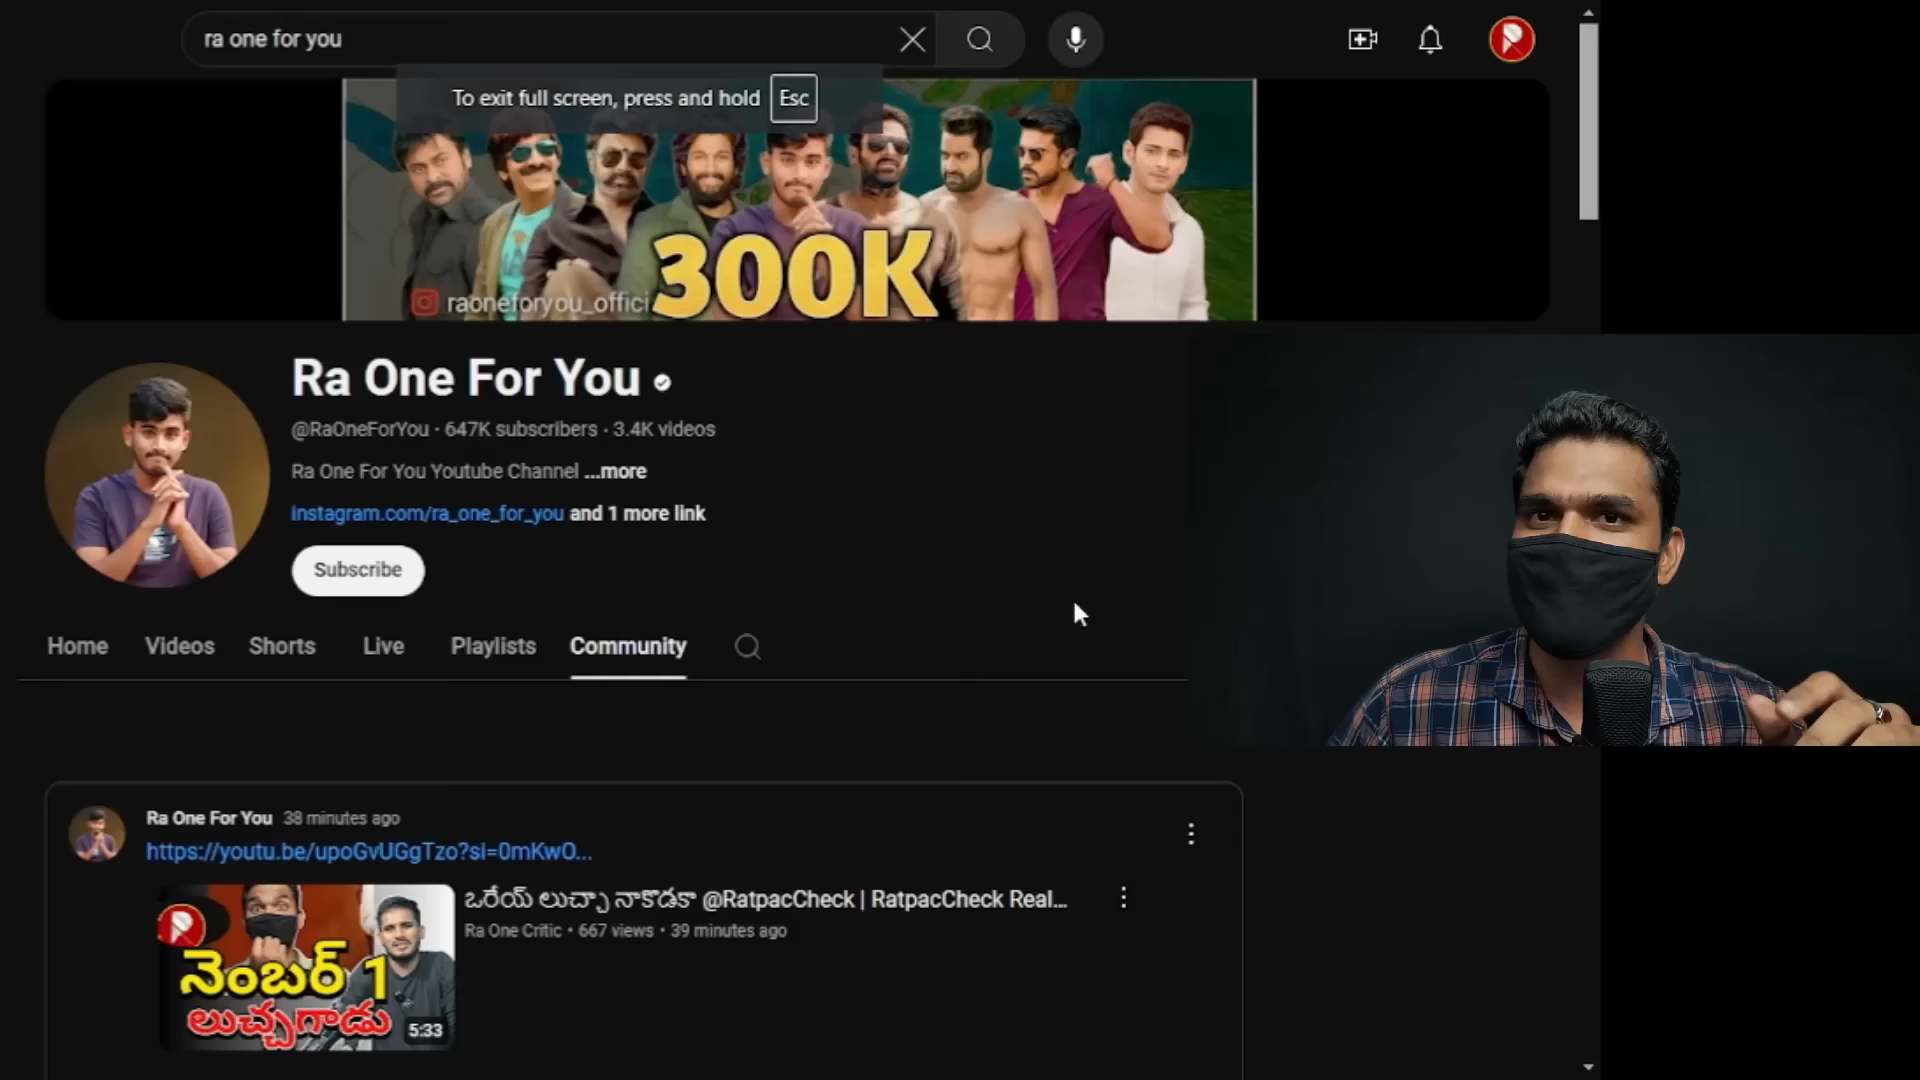 ra one for you
To exit full screen, press and hold Esc
300K
raoneforyou_offici
Ra One For You
@RaOneForYou · 647K subscribers · 3.4K videos
Ra One For You Youtube Channel ...more
instagram.com/ra_one_for_you and 1 more link
Subscribe
Home Videos Shorts Live Playlists Community
Ra One For You 38 minutes ago
https://youtu.be/upoGvUGgTzo?si=0mKwO...
ఒరేయ్ లుచ్చా నాకొడకా @RatpacCheck | RatpacCheck Real...
Ra One Critic • 667 views • 39 minutes ago
నెంబర్ 1
లుచ్చగాడు
5:33